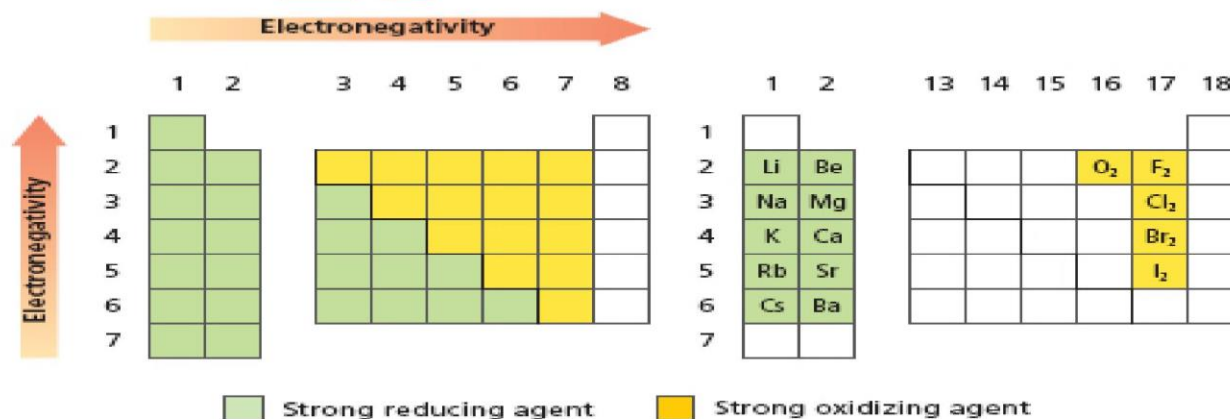 Electronegativity
1 2 3 4 5 6 7 8 1 2 13 14 15 16 17 18
Electronegativity
1 1
2 2 Li Be O₂ F₂
3 3 Na Mg Cl₂
4 4 K Ca Br₂
5 5 Rb Sr I₂
6 6 Cs Ba
7 7
Strong reducing agent Strong oxidizing agent